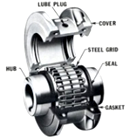 LUBE PLUG
COVER
STEEL GRID
HUB
SEAL
GASKET